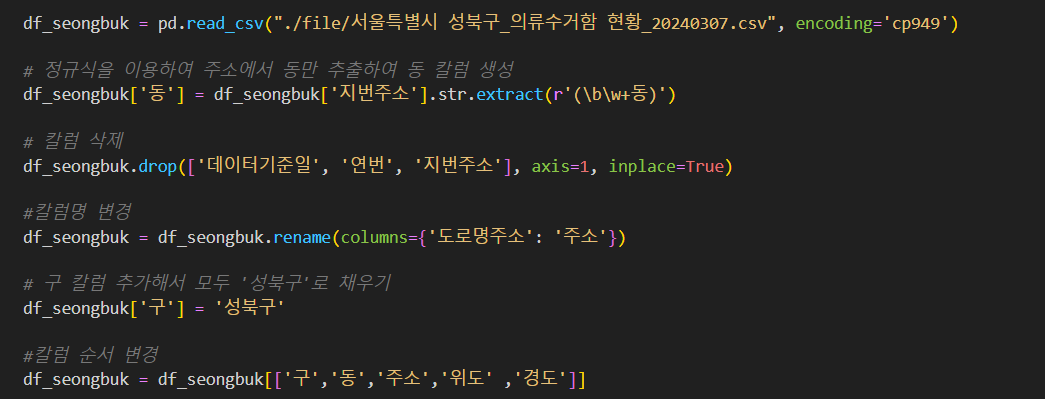 df_seongbuk = pd.read_csv("./file/서울특별시 성북구_의류수거함 현황_20240307.csv", encoding='cp949')
# 정규식을 이용하여 주소에서 동만 추출하여 동 칼럼 생성
df_seongbuk['동'] = df_seongbuk['지번주소'].str.extract(r'(\b\w+동)')
# 칼럼 삭제
df_seongbuk.drop(['데이터기준일', '연번', '지번주소'], axis=1, inplace=True)
#칼럼명 변경
df_seongbuk = df_seongbuk.rename(columns={'도로명주소': '주소'})
# 구 칼럼 추가해서 모두 '성북구'로 채우기
df_seongbuk['구'] = '성북구'
#칼럼 순서 변경
df_seongbuk = df_seongbuk[['구','동','주소','위도' ,'경도']]